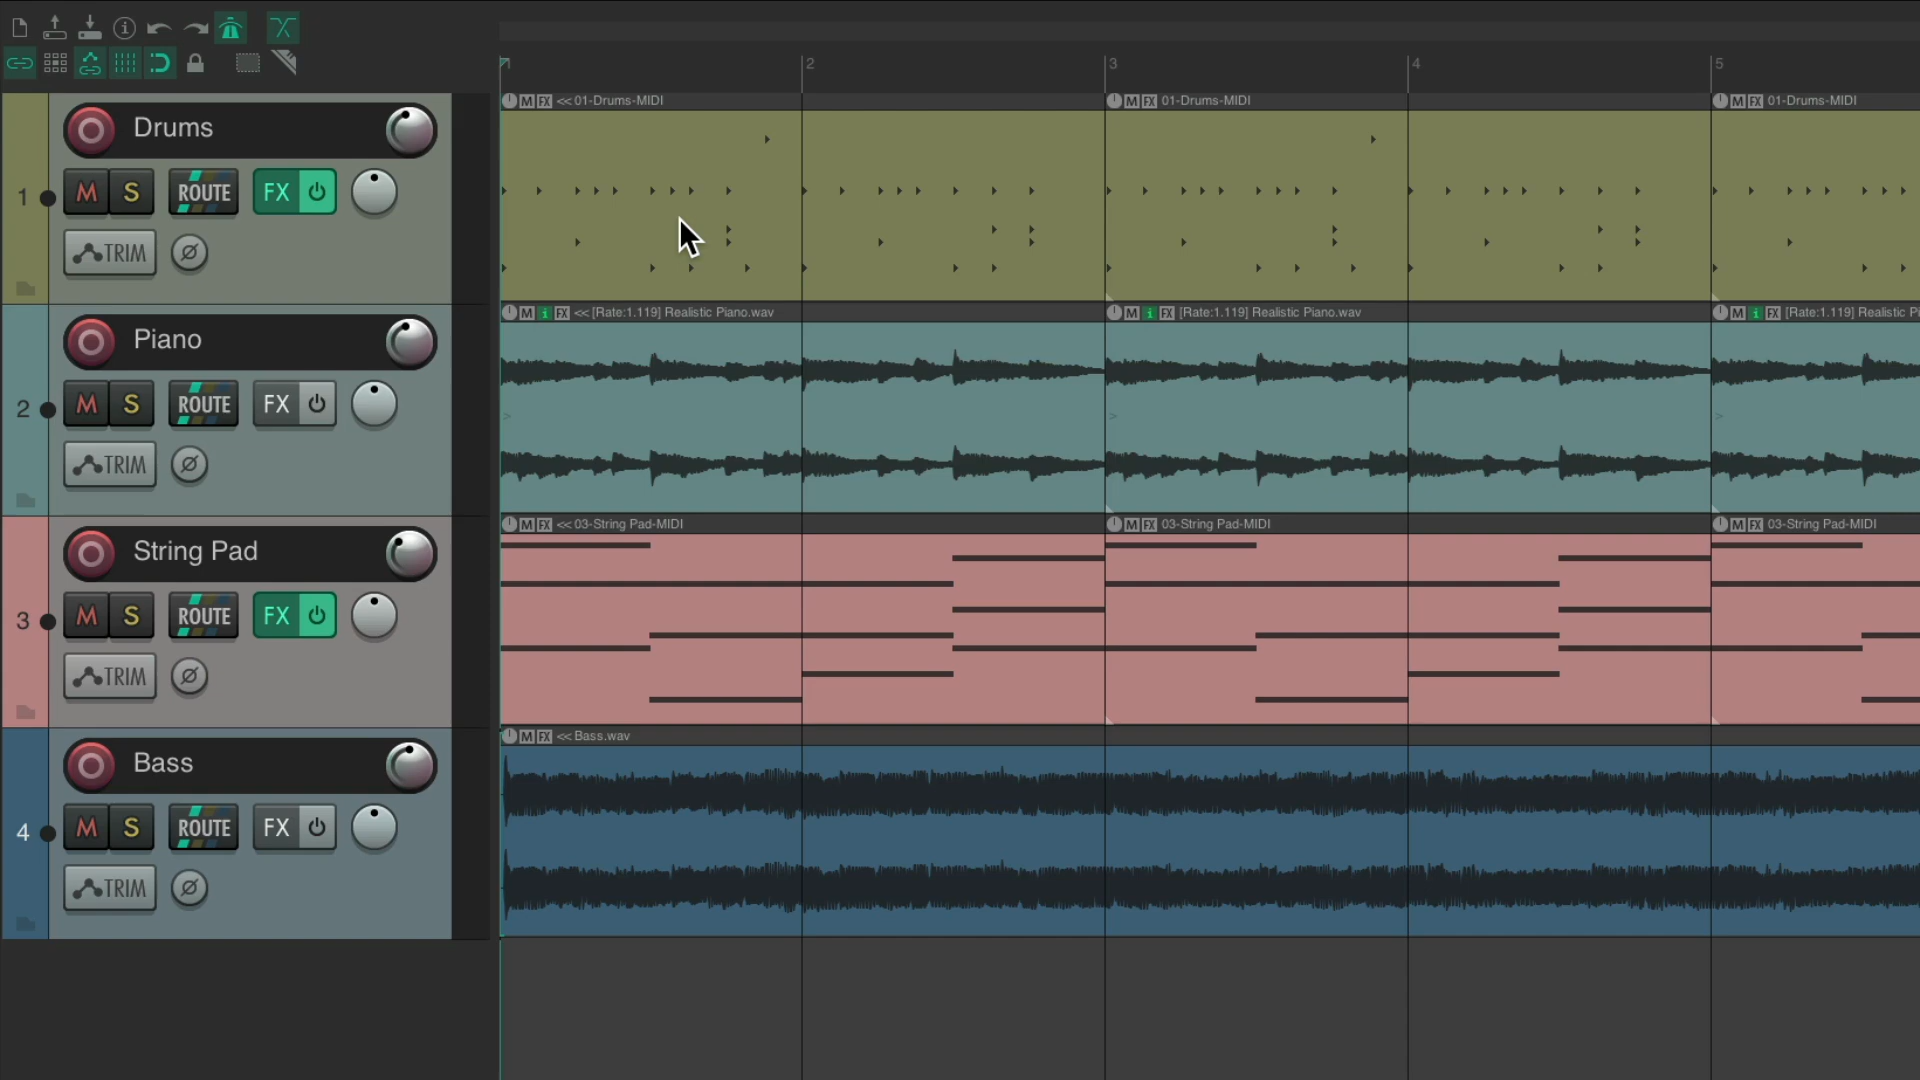 1 2 3 4 5
M FX << 01-Drums-MIDI M FX 01-Drums-MIDI M FX 01-Drums-MIDI
Drums
1 M S ROUTE FX
TRIM
M i FX << [Rate:1.119] Realistic Piano.wav M i FX [Rate:1.119] Realistic Piano.wav M i FX [Rate:1.119] Realistic Pi
Piano
2 M S ROUTE FX
TRIM
M FX << 03-String Pad-MIDI M FX 03-String Pad-MIDI M FX 03-String Pad-MIDI
String Pad
3 M S ROUTE FX
TRIM
M FX << Bass.wav
Bass
4 M S ROUTE FX
TRIM